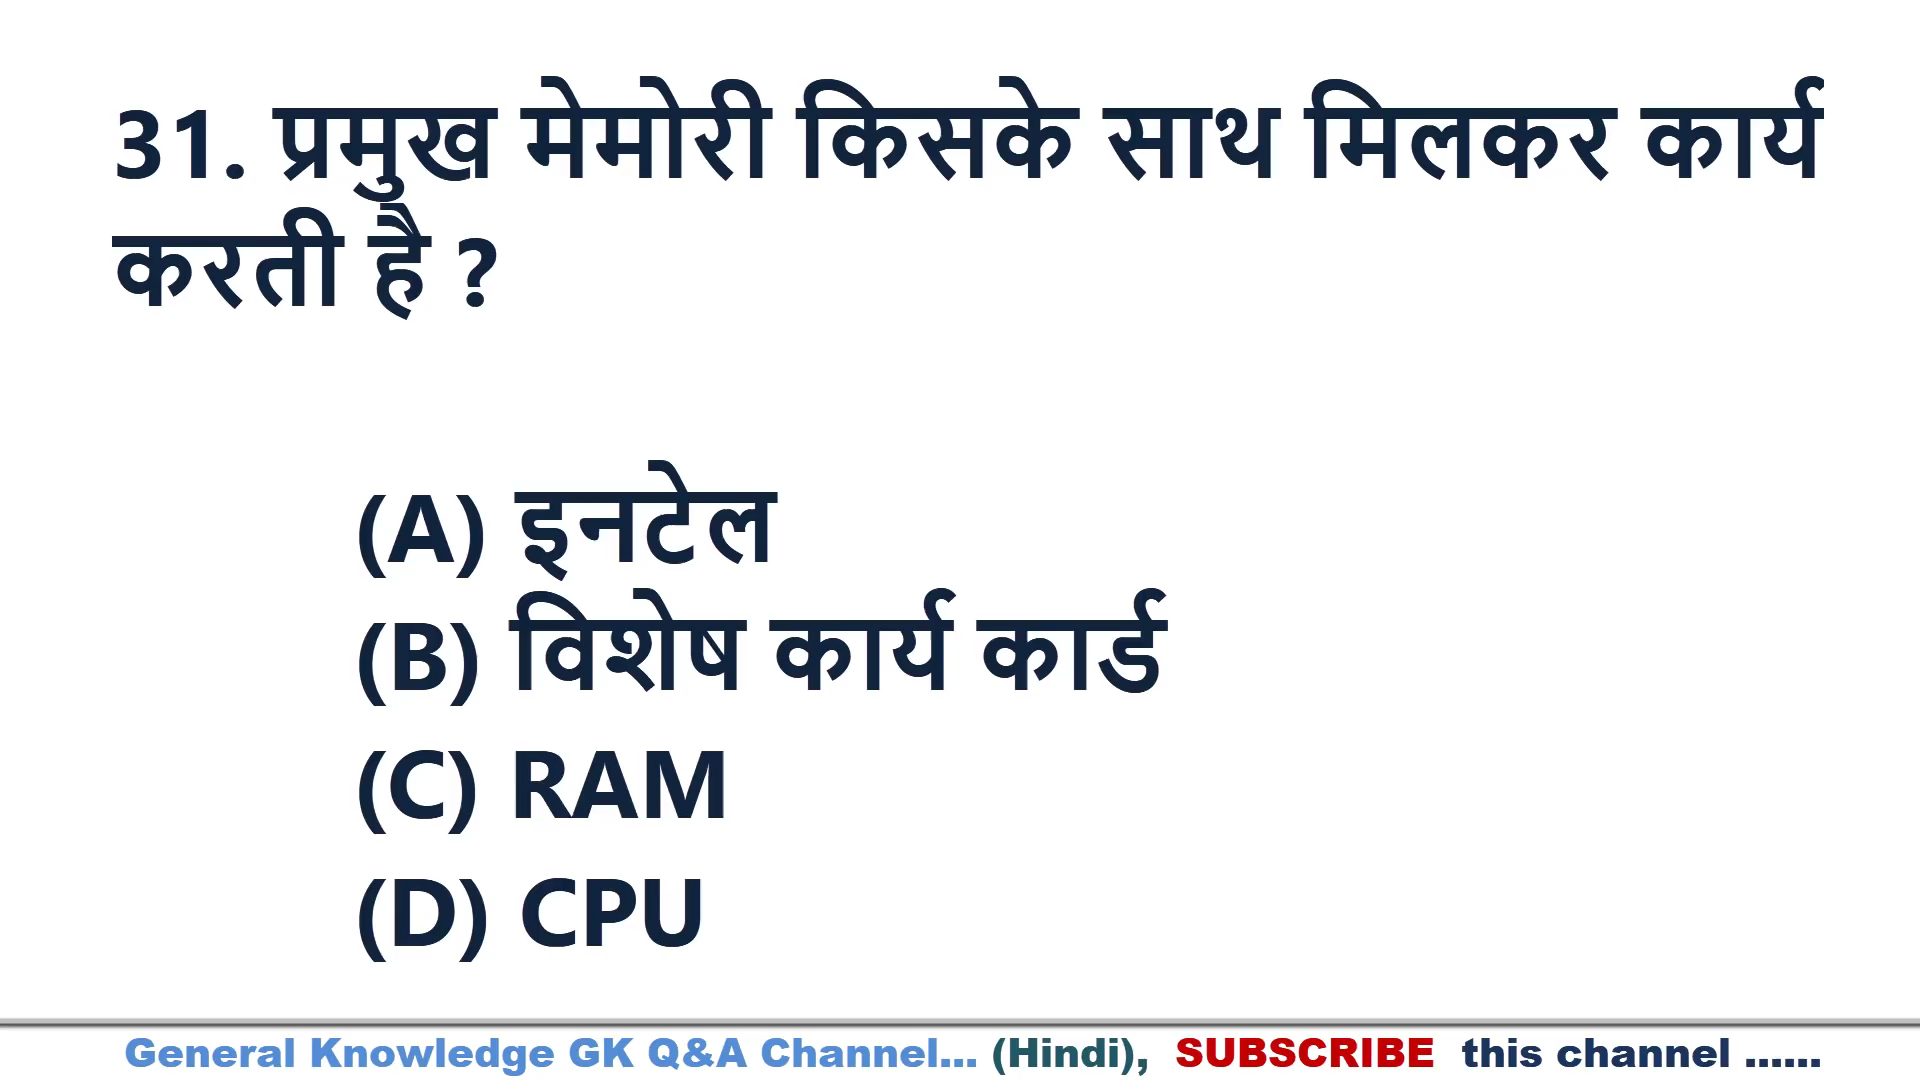 31. प्रमुख मेमोरी किसके साथ मिलकर कार्य
करती है ?
(A) इनटेल
(B) विशेष कार्य कार्ड
(C) RAM
(D) CPU
General Knowledge GK Q&A Channel... (Hindi), SUBSCRIBE this channel ......